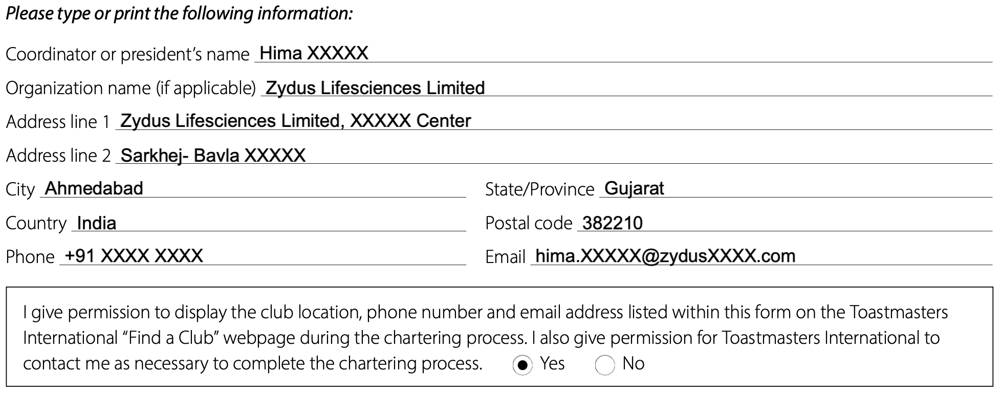 Please type or print the following information:
Coordinator or president’s name Hima XXXXX
Organization name (if applicable) Zydus Lifesciences Limited
Address line 1 Zydus Lifesciences Limited, XXXXX Center
Address line 2 Sarkhej- Bavla XXXXX
City Ahmedabad State/Province Gujarat
Country India Postal code 382210
Phone +91 XXXX XXXX Email hima.XXXXX@zydusXXXX.com
I give permission to display the club location, phone number and email address listed within this form on the Toastmasters
International “Find a Club” webpage during the chartering process. I also give permission for Toastmasters International to
contact me as necessary to complete the chartering process. Yes No